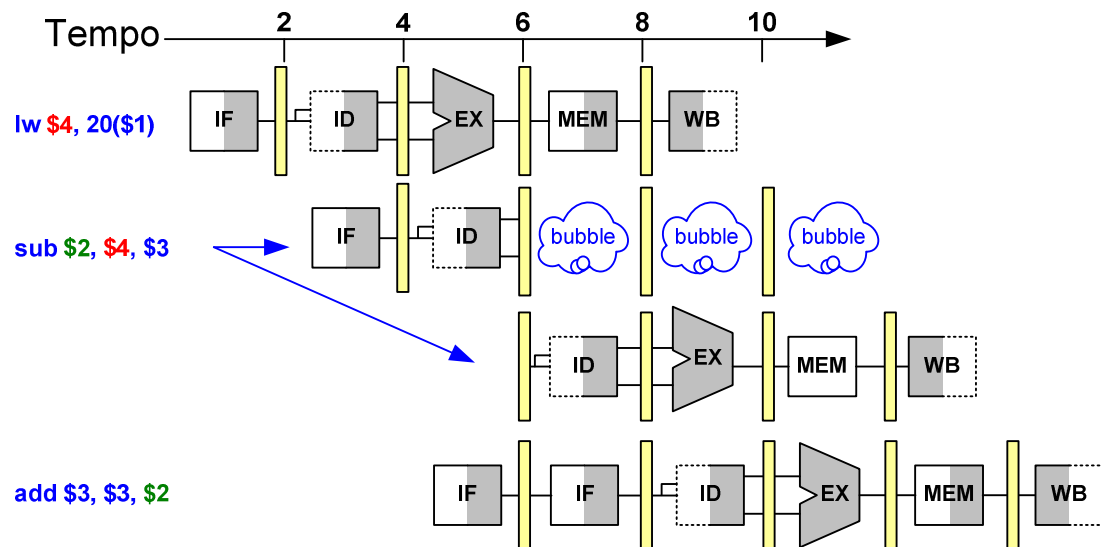 2 4 6 8 10
Tempo
lw $4, 20($1) IF ID EX MEM WB
sub $2, $4, $3 IF ID bubble bubble bubble
ID EX MEM WB
add $3, $3, $2 IF IF ID EX MEM WB